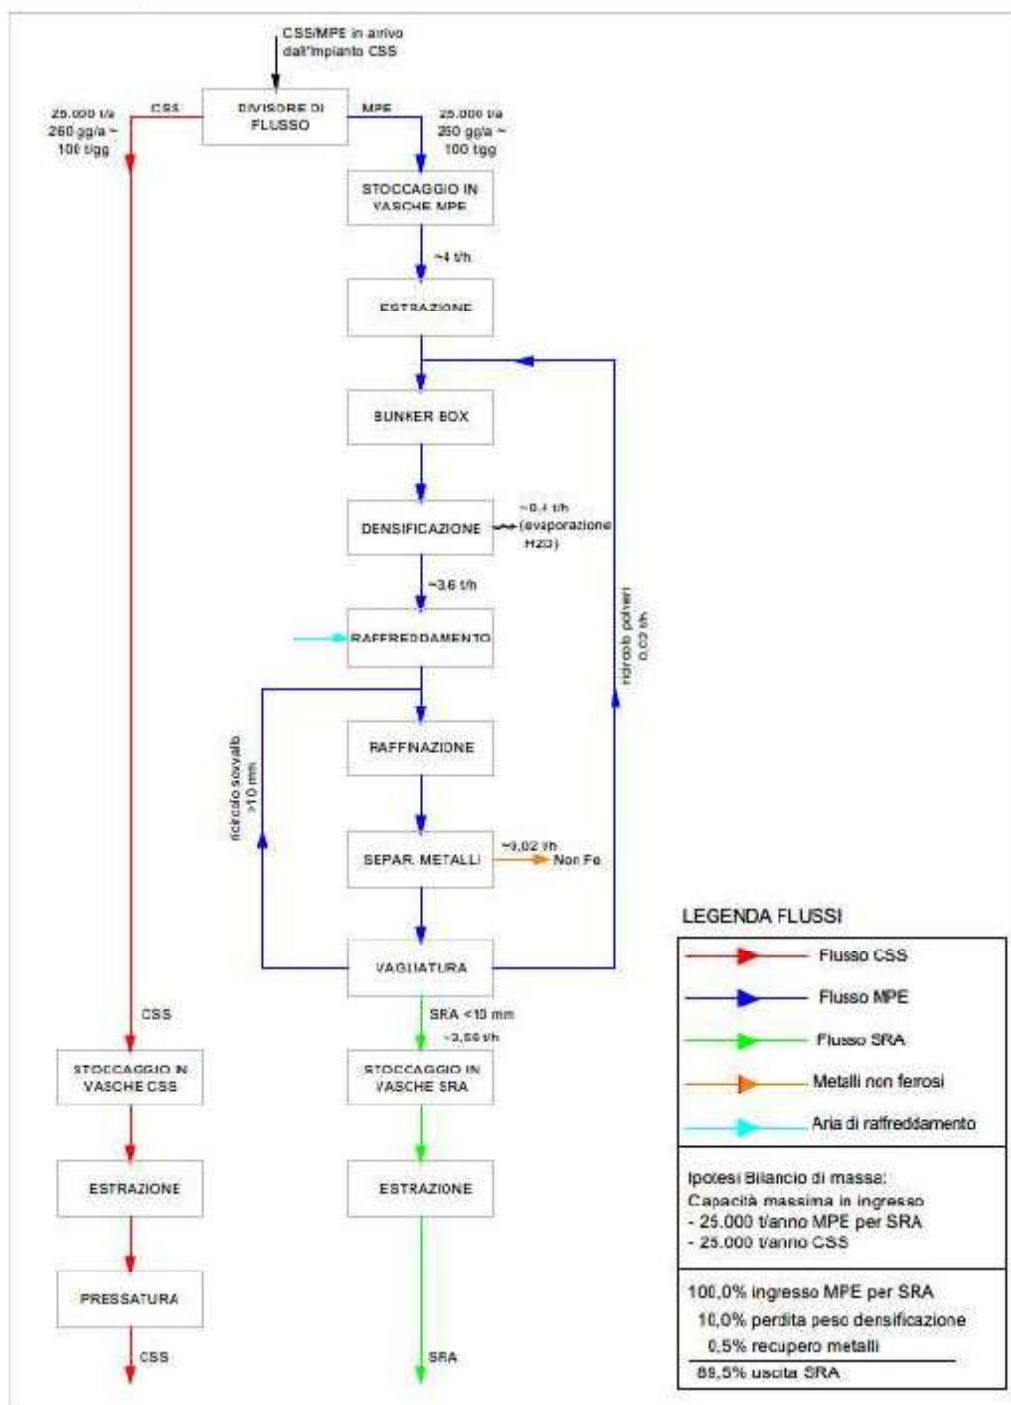 CSS/MPE in arrivo
dall'Impianto CSS
DIVISORE DI
FLUSSO
CSS
25.000 t/a
260 gg/a ~
100 t/gg
MPE
25.000 t/a
250 gg/a ~
100 t/gg
STOCCAGGIO IN
VASCHE MPE
~4 t/h
ESTRAZIONE
BUNKER BOX
DENSIFICAZIONE
~0,4 t/h
(evaporazione
H2O)
~3,6 t/h
RAFFREDDAMENTO
ricircolo polveri
t/h
RAFFINAZIONE
ricircolo sovvallo
>10 mm
SEPAR. METALLI
~0,02 t/h
Non Fe
VAGLIATURA
CSS
SRA <10 mm
t/h
STOCCAGGIO IN
VASCHE CSS
STOCCAGGIO IN
VASCHE SRA
ESTRAZIONE
ESTRAZIONE
PRESSATURA
CSS
SRA
LEGENDA FLUSSI
Flusso CSS
Flusso MPE
Flusso SRA
Metalli non ferrosi
Aria di raffreddamento
Ipotesi Bilancio di massa:
Capacità massima in ingresso
- 25.000 t/anno MPE per SRA
- 25.000 t/anno CSS
100,0% ingresso MPE per SRA
10,0% perdita peso densificazione
0,5% recupero metalli
89,5% uscita SRA